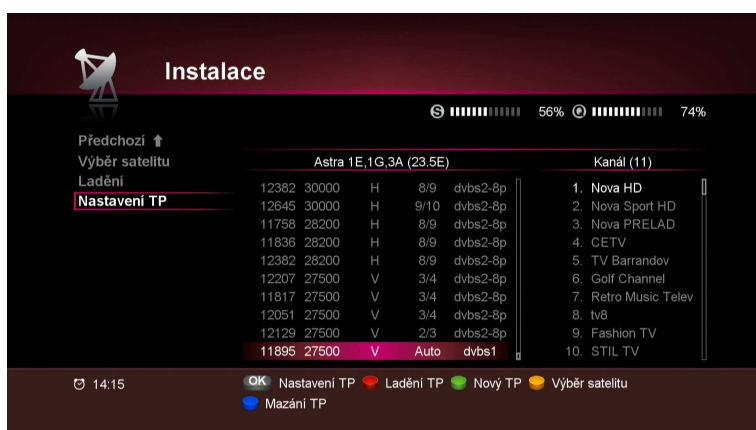 Instalace
S 56% Q 74%
Předchozí
Výběr satelitu
Ladění
Nastavení TP
Astra 1E,1G,3A (23.5E)
12382 30000 H 8/9 dvbs2-8p
12645 30000 H 9/10 dvbs2-8p
11758 28200 H 8/9 dvbs2-8p
11836 28200 H 8/9 dvbs2-8p
12382 28200 H 8/9 dvbs2-8p
12207 27500 V 3/4 dvbs2-8p
11817 27500 V 3/4 dvbs2-8p
12051 27500 V 3/4 dvbs2-8p
12129 27500 V 2/3 dvbs2-8p
11895 27500 V Auto dvbs1
Kanál (11)
1. Nova HD
2. Nova Sport HD
3. Nova PRELAD
4. CETV
5. TV Barrandov
6. Golf Channel
7. Retro Music Telev
8. tv8
9. Fashion TV
10. STIL TV
14:15
OK Nastavení TP Ladění TP Nový TP Výběr satelitu
Mazání TP